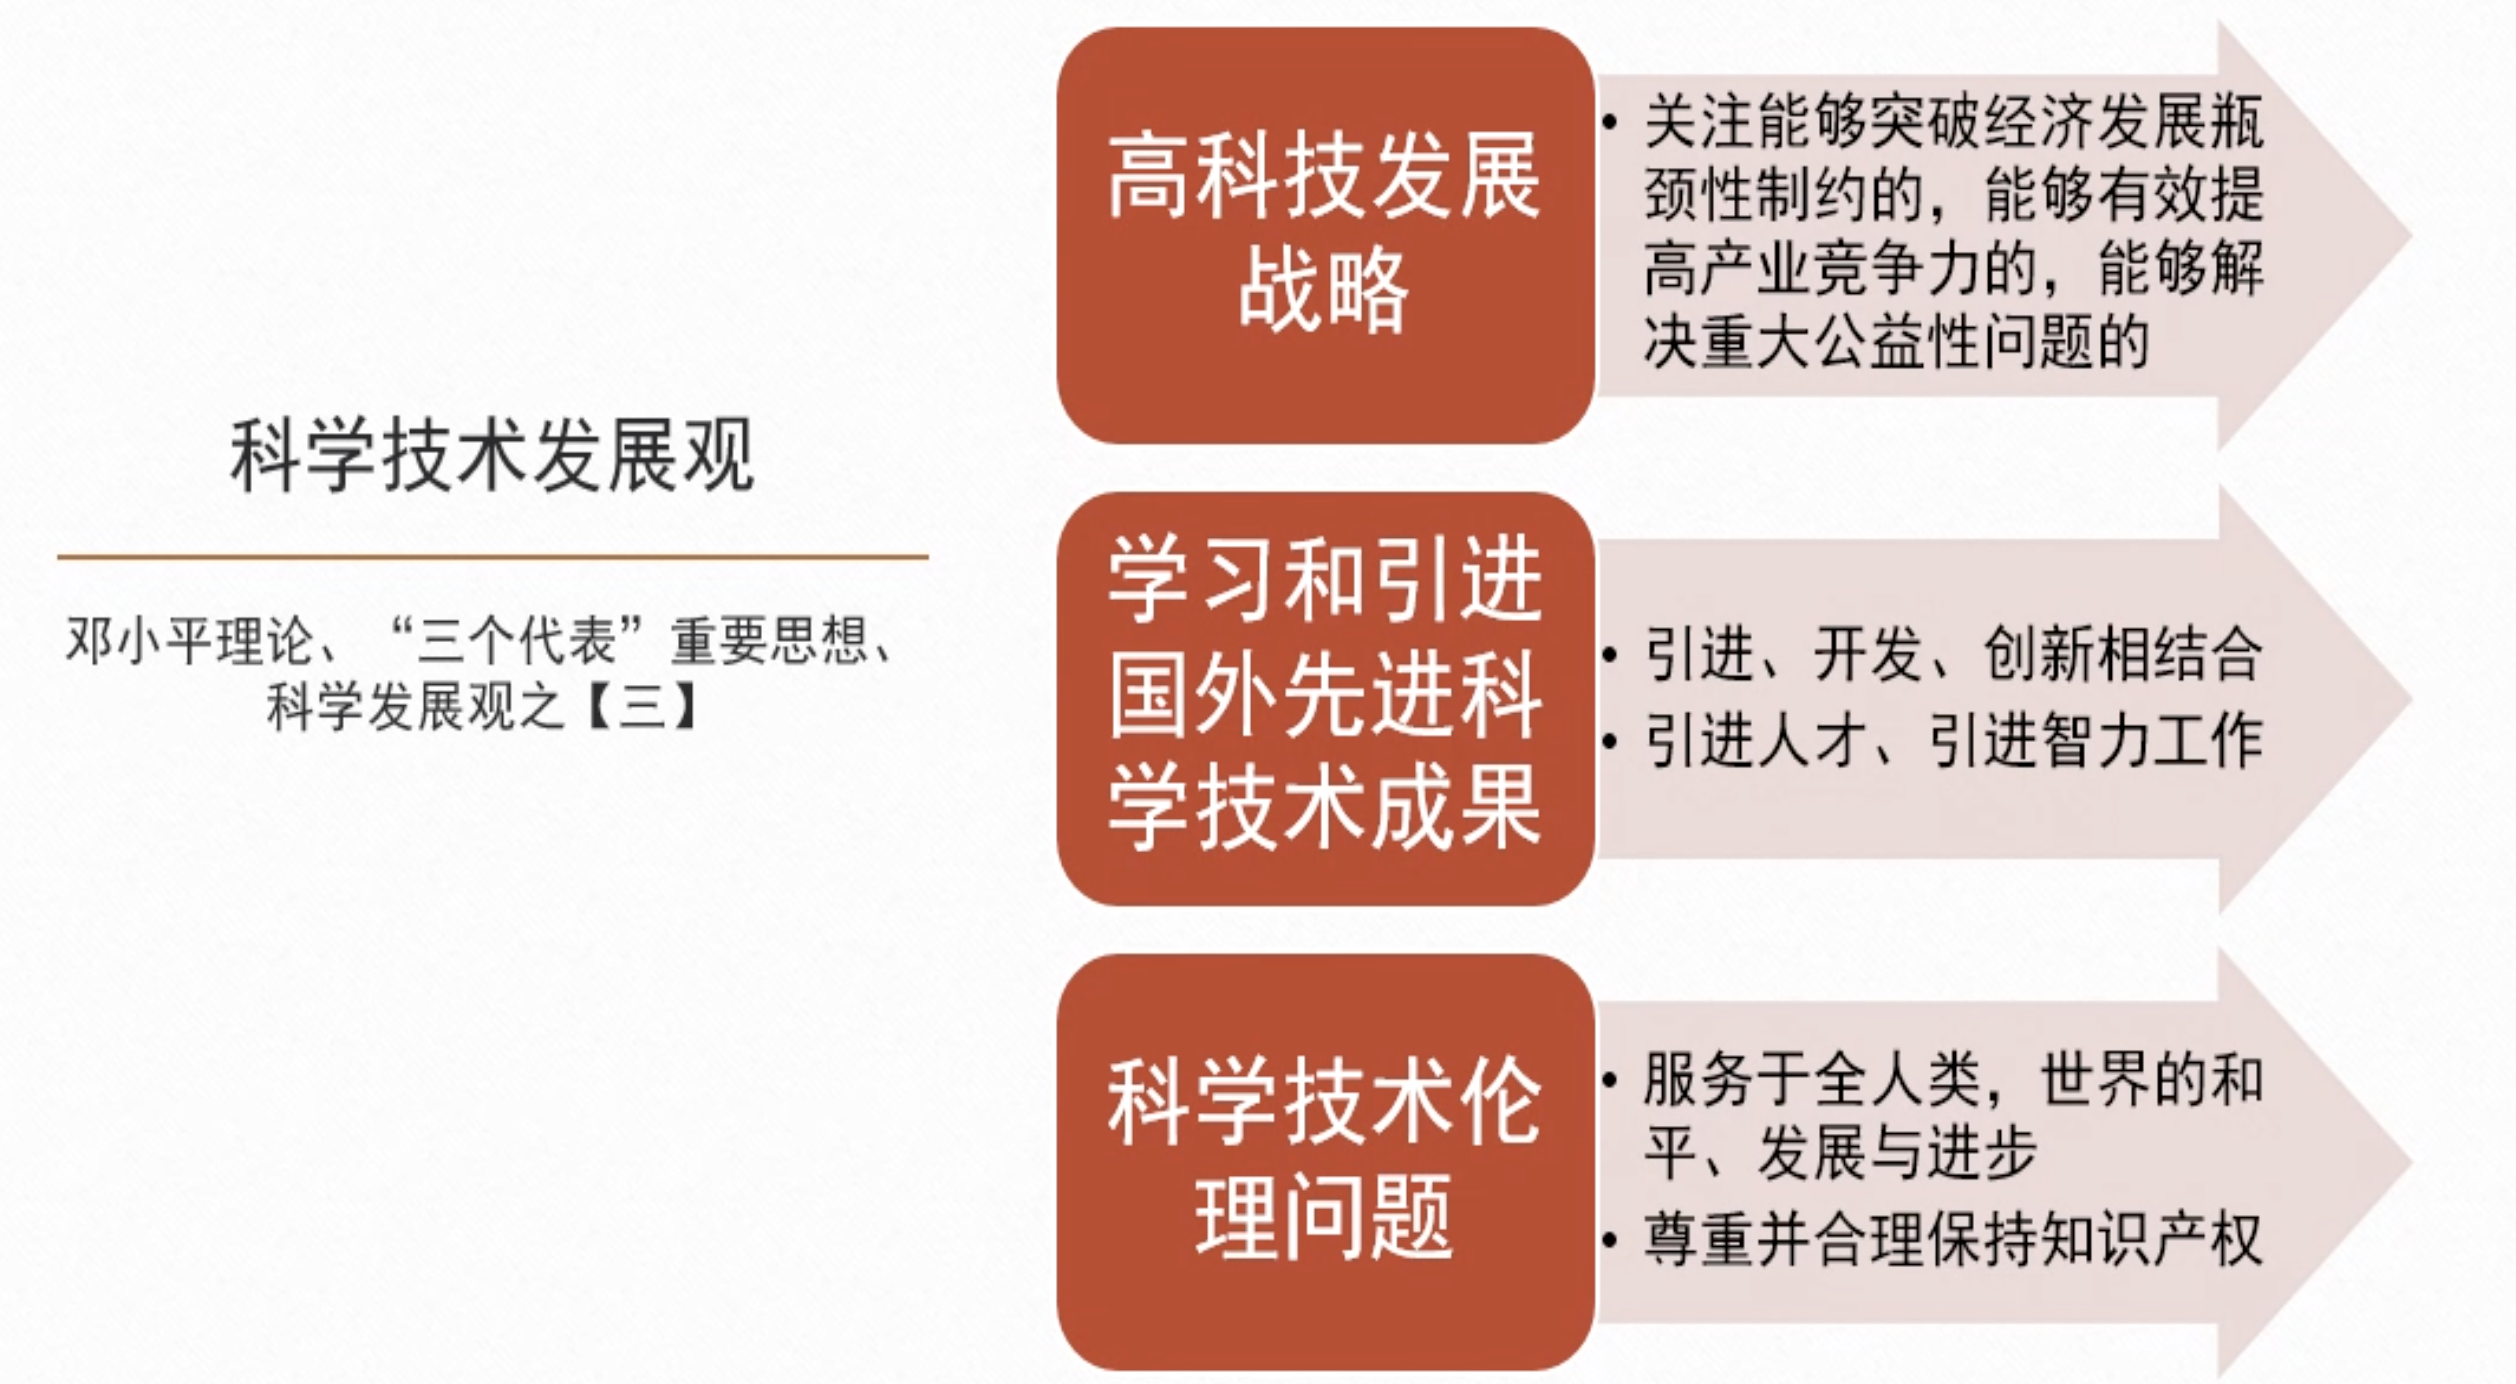 科学技术发展观
邓小平理论、“三个代表”重要思想、
科学发展观之【三】
高科技发展
战略
• 关注能够突破经济发展瓶
颈性制约的，能够有效提
高产业竞争力的，能够解
决重大公益性问题的
学习和引进
国外先进科
学技术成果
• 引进、开发、创新相结合
• 引进人才、引进智力工作
科学技术伦
理问题
• 服务于全人类，世界的和
平、发展与进步
• 尊重并合理保持知识产权